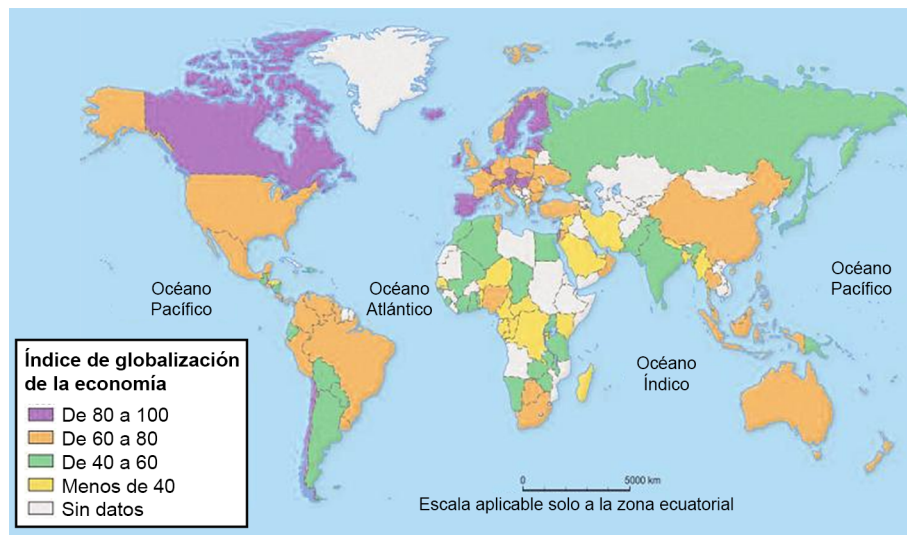 Océano
Pacífico
Océano
Atlántico
Océano
Pacífico
Océano
Índico
Índice de globalización
de la economía
De 80 a 100
De 60 a 80
De 40 a 60
Menos de 40
Sin datos
0 5000 km
Escala aplicable solo a la zona ecuatorial